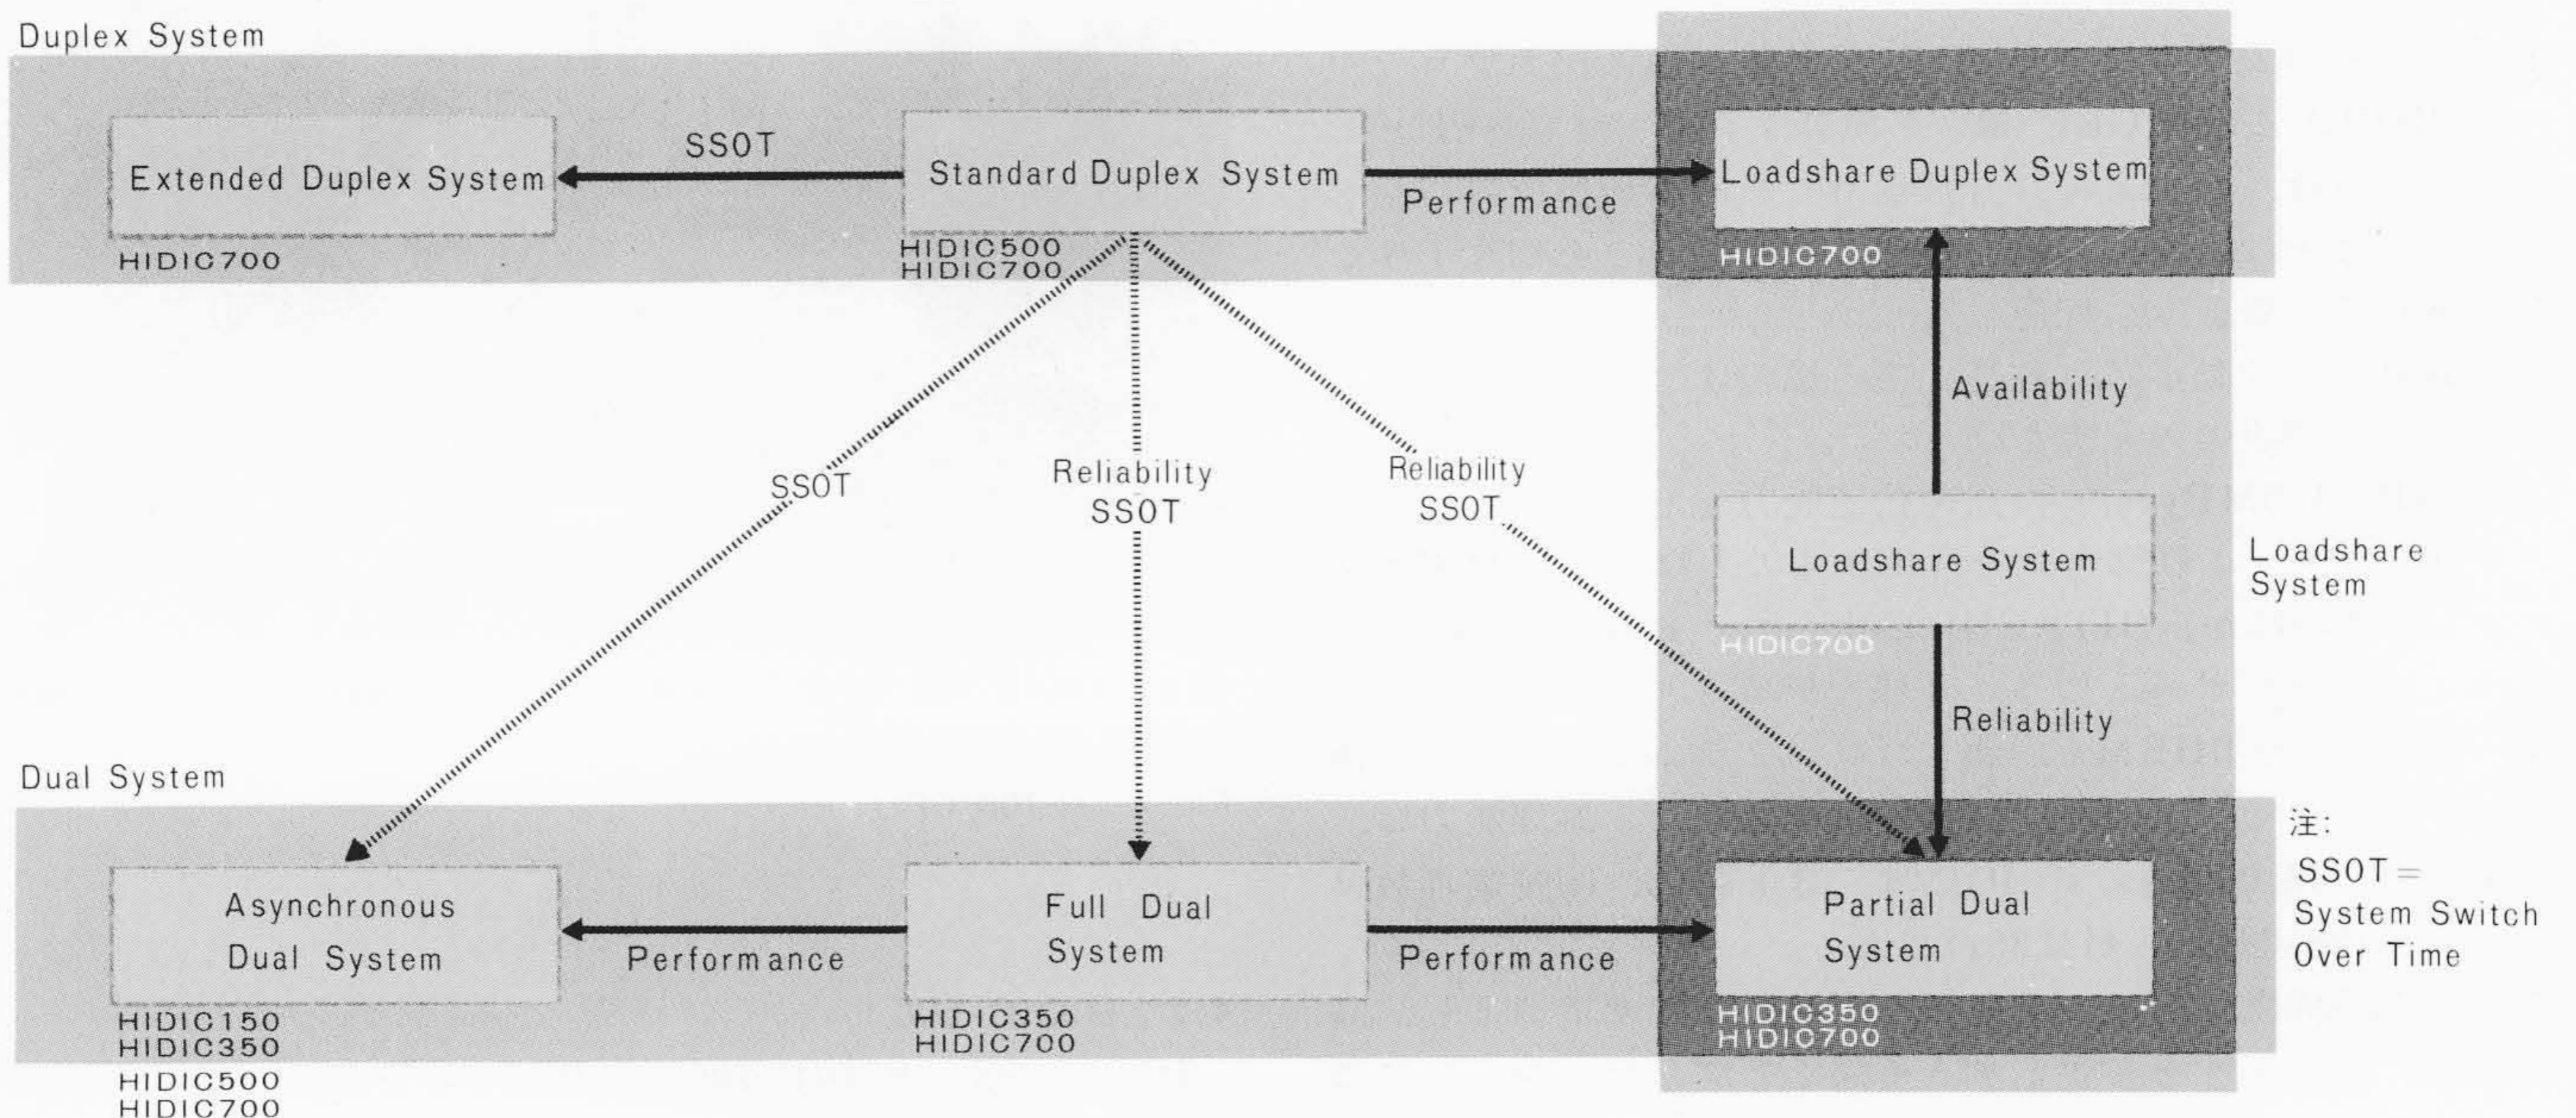 Duplex System
Extended Duplex System
HIDIC700
SSOT
Standard Duplex System
HIDIC500
HIDIC700
Performance
Loadshare Duplex System
HIDIC700
SSOT
Reliability
SSOT
Reliability
SSOT
Availability
Loadshare System
HIDIC700
Loadshare
System
Reliability
Dual System
Asynchronous
Dual System
HIDIC150
HIDIC350
HIDIC500
HIDIC700
Performance
Full Dual
System
HIDIC350
HIDIC700
Performance
Partial Dual
System
HIDIC350
HIDIC700
注:
SSOT=
System Switch
Over Time